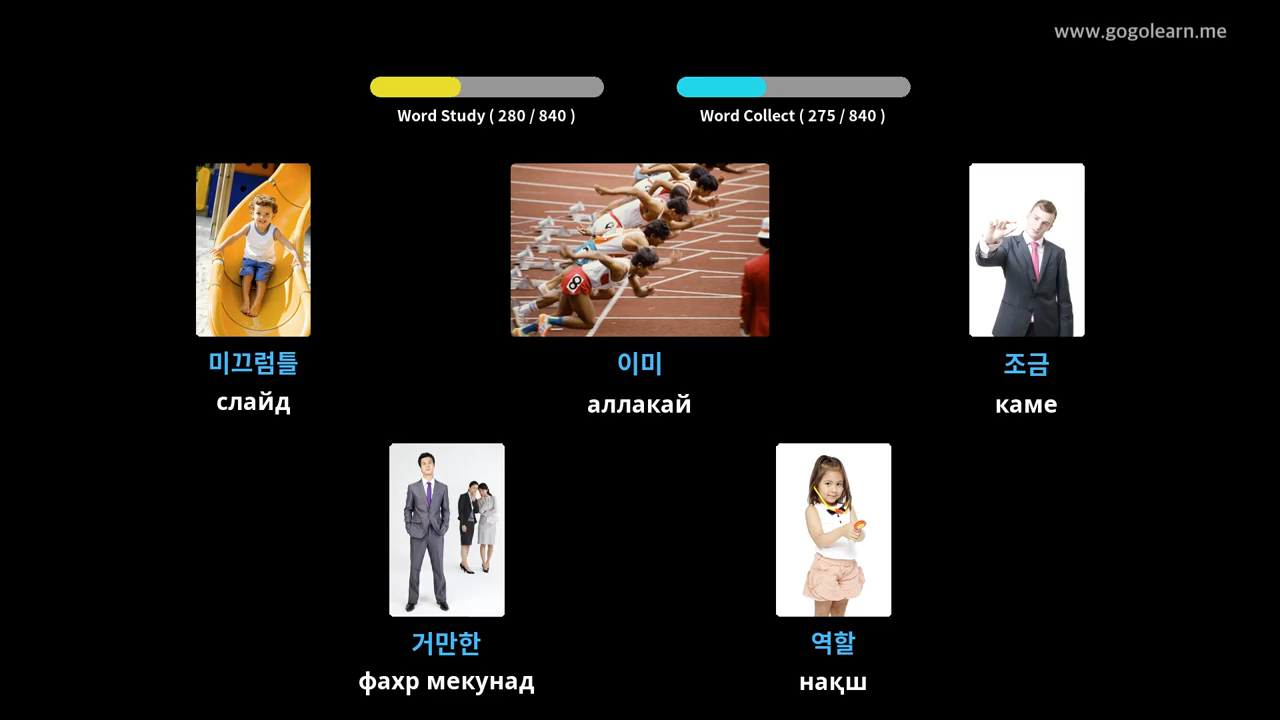 www.gogolearn.me
Word Study ( 280 / 840 )
Word Collect ( 275 / 840 )
미끄럼틀
слайд
이미
аллакай
조금
каме
거만한
фахр мекунад
역할
нақш